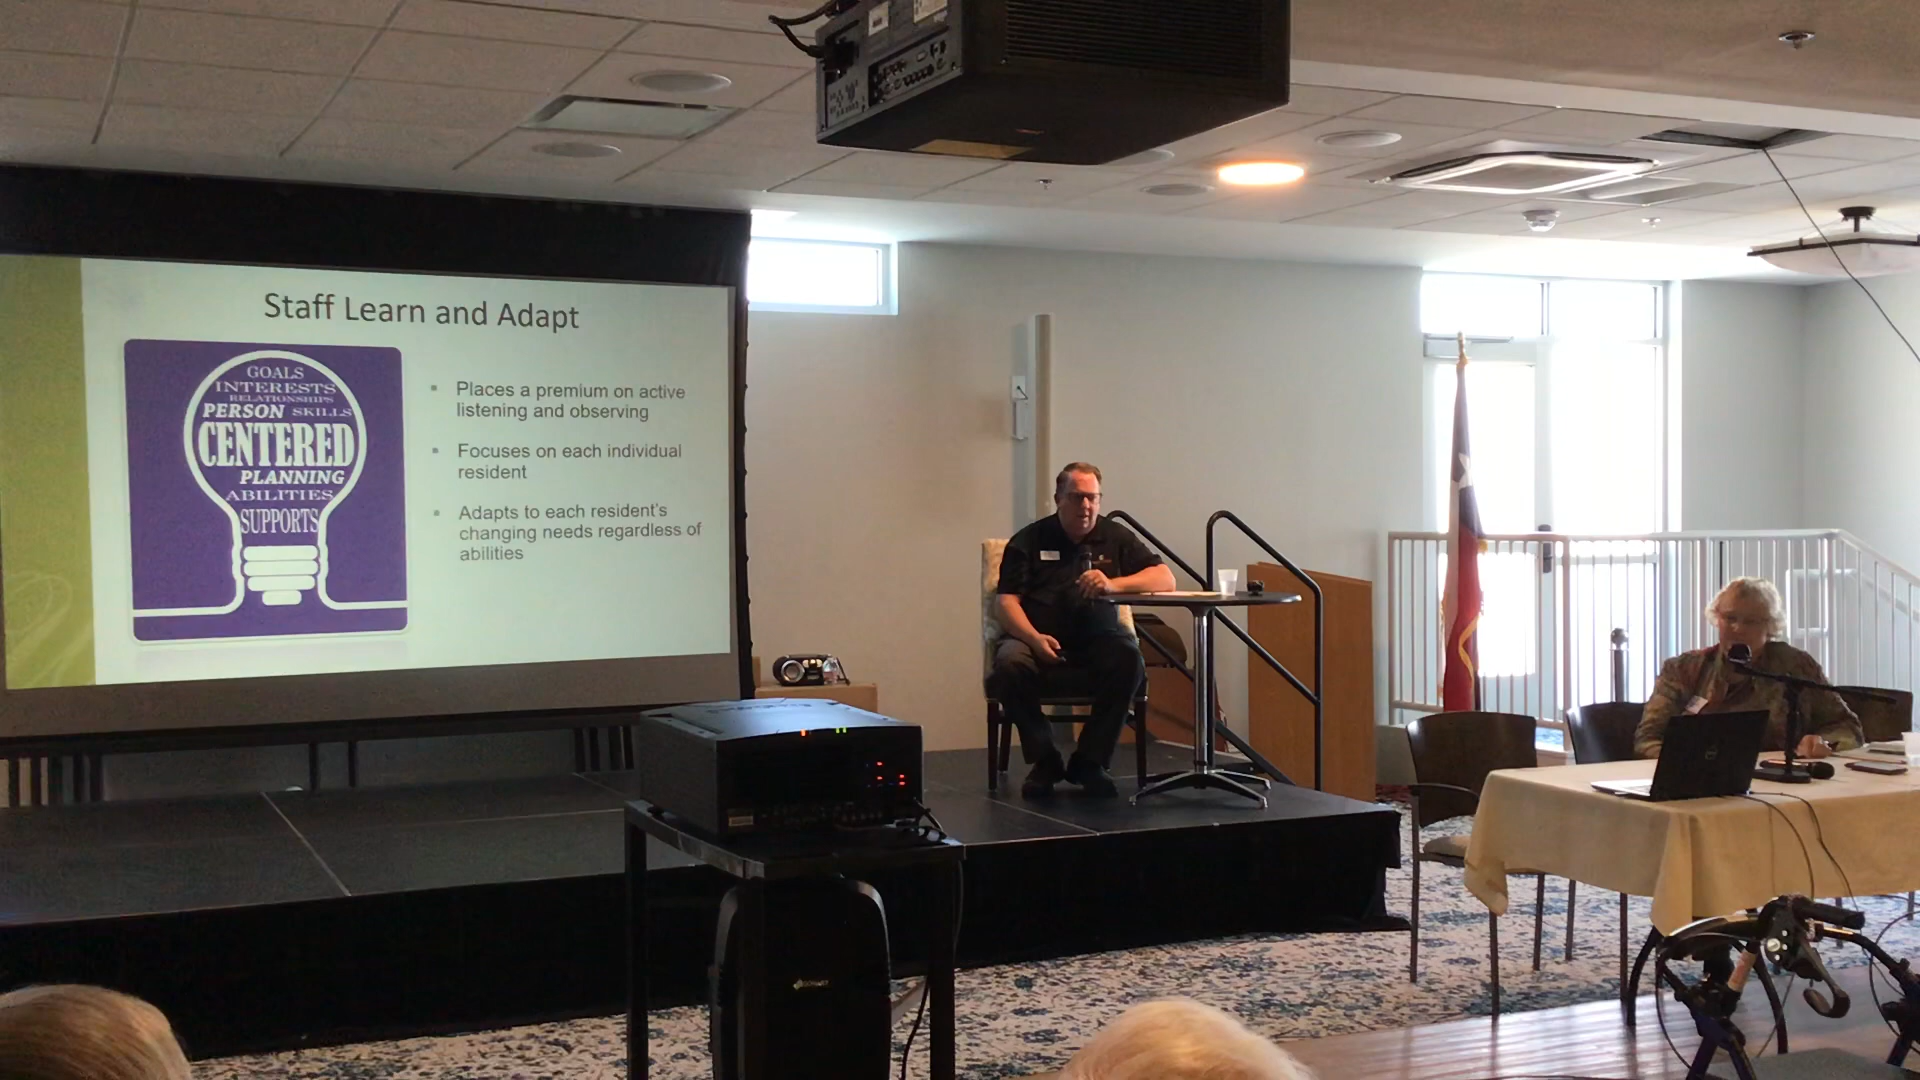 Staff Learn and Adapt
GOALS
INTERESTS
RELATIONSHIPS
PERSON SKILLS
CENTERED
PLANNING
ABILITIES
SUPPORTS
Places a premium on active
listening and observing
Focuses on each individual
resident
Adapts to each resident's
changing needs regardless of
abilities